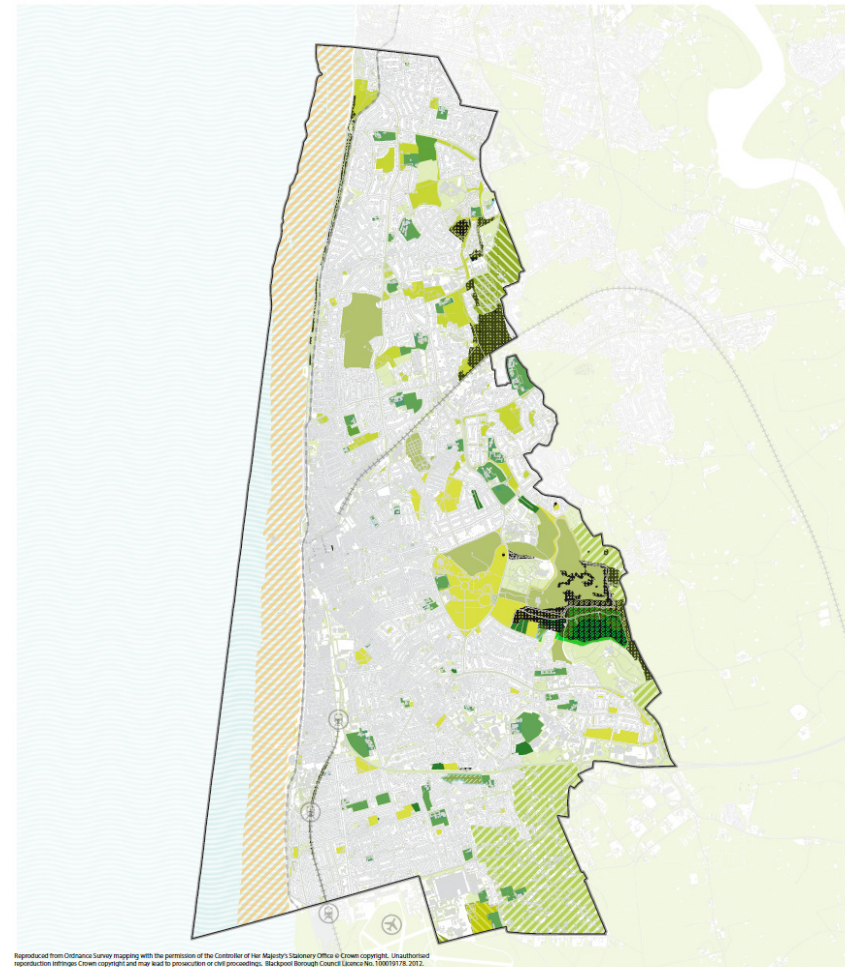 Reproduced from Ordnance Survey mapping with the permission of the Controller of Her Majesty's Stationery Office © Crown copyright. Unauthorised
reproduction infringes Crown copyright and may lead to prosecution or civil proceedings. Blackpool Borough Council Licence No. 100019178. 2012.